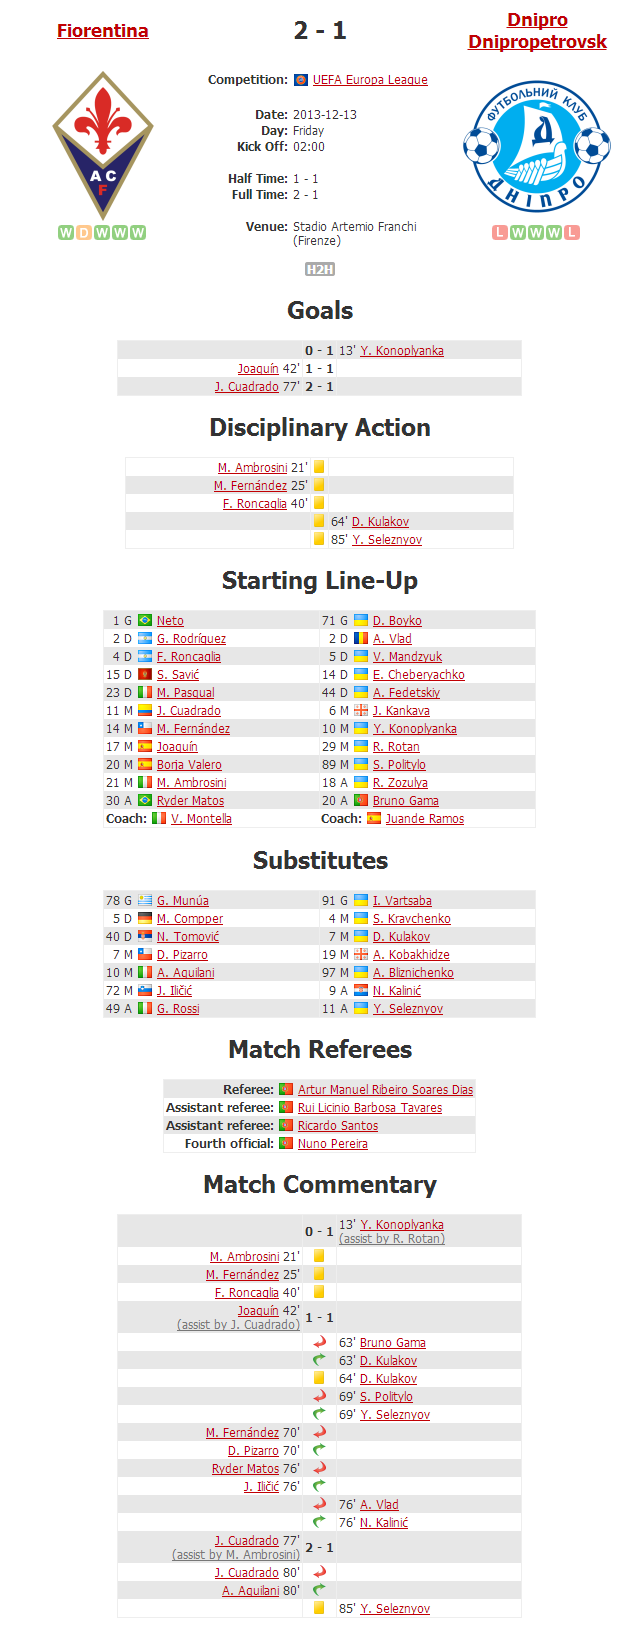 Fiorentina
2 - 1
Dnipro
Dnipropetrovsk
A C
F
ФУТБОЛЬНИЙ КЛУБ
Д
ДНІПРО
Competition: UEFA Europa League
Date: 2013-12-13
Day: Friday
Kick Off: 02:00
Half Time: 1 - 1
Full Time: 2 - 1
Venue: Stadio Artemio Franchi
(Firenze)
W D W W W
L W W W L
H2H
Goals
0 - 1 13' Y. Konoplyanka
Joaquín 42' 1 - 1
J. Cuadrado 77' 2 - 1
Disciplinary Action
M. Ambrosini 21'
M. Fernández 25'
F. Roncaglia 40'
64' D. Kulakov
85' Y. Seleznyov
Starting Line-Up
1 G Neto 71 G D. Boyko
2 D G. Rodríguez 2 D A. Vlad
4 D F. Roncaglia 5 D V. Mandzyuk
15 D S. Savić 14 D E. Cheberyachko
23 D M. Pasqual 44 D A. Fedetskiy
11 M J. Cuadrado 6 M J. Kankava
14 M M. Fernández 10 M Y. Konoplyanka
17 M Joaquín 29 M R. Rotan
20 M Borja Valero 89 M S. Politylo
21 M M. Ambrosini 18 A R. Zozulya
30 A Ryder Matos 20 A Bruno Gama
Coach: V. Montella Coach: Juande Ramos
Substitutes
78 G G. Munúa 91 G I. Vartsaba
5 D M. Compper 4 M S. Kravchenko
40 D N. Tomović 7 M D. Kulakov
7 M D. Pizarro 19 M A. Kobakhidze
10 M A. Aquilani 97 M A. Bliznichenko
72 M J. Iličić 9 A N. Kalinić
49 A G. Rossi 11 A Y. Seleznyov
Match Referees
Referee: Artur Manuel Ribeiro Soares Dias
Assistant referee: Rui Licinio Barbosa Tavares
Assistant referee: Ricardo Santos
Fourth official: Nuno Pereira
Match Commentary
0 - 1 13' Y. Konoplyanka
(assist by R. Rotan)
M. Ambrosini 21'
M. Fernández 25'
F. Roncaglia 40'
Joaquín 42' 1 - 1
(assist by J. Cuadrado)
63' Bruno Gama
63' D. Kulakov
64' D. Kulakov
69' S. Politylo
69' Y. Seleznyov
M. Fernández 70'
D. Pizarro 70'
Ryder Matos 76'
J. Iličić 76'
76' A. Vlad
76' N. Kalinić
J. Cuadrado 77' 2 - 1
(assist by M. Ambrosini)
J. Cuadrado 80'
A. Aquilani 80'
85' Y. Seleznyov